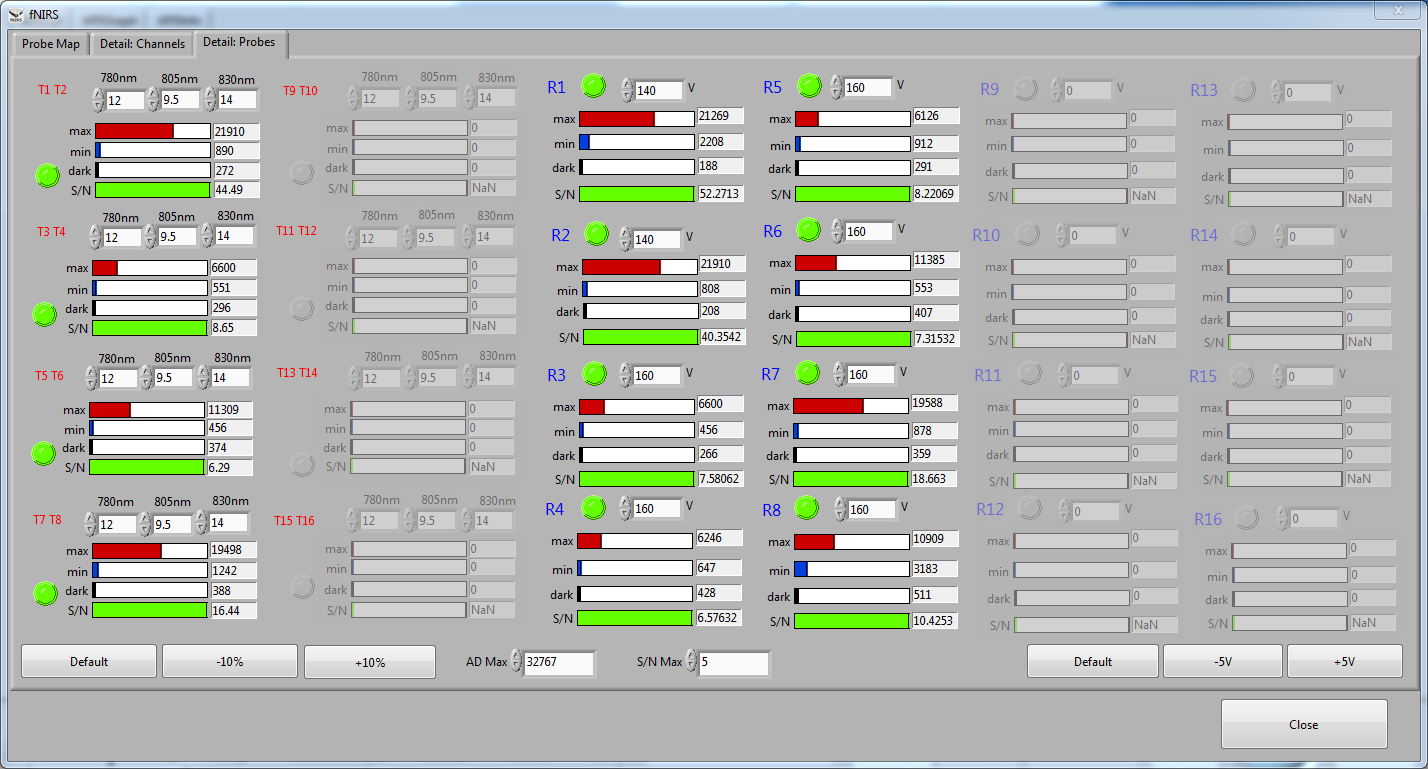 fNIRS
Probe Map Detail: Channels Detail: Probes
T1 T2 780nm 805nm 830nm
12 9.5 14
max 21910
min 890
dark 272
S/N 44.49
T3 T4 780nm 805nm 830nm
12 9.5 14
max 6600
min 551
dark 296
S/N 8.65
T5 T6 780nm 805nm 830nm
12 9.5 14
max 11309
min 456
dark 374
S/N 6.29
T7 T8 780nm 805nm 830nm
12 9.5 14
max 19498
min 1242
dark 388
S/N 16.44
T9 T10 780nm 805nm 830nm
12 9.5 14
max 0
min 0
dark 0
S/N NaN
T11 T12 780nm 805nm 830nm
12 9.5 14
max 0
min 0
dark 0
S/N NaN
T13 T14 780nm 805nm 830nm
12 9.5 14
max 0
min 0
dark 0
S/N NaN
T15 T16 780nm 805nm 830nm
12 9.5 14
max 0
min 0
dark 0
S/N NaN
R1 140 V
max 21269
min 2208
dark 188
S/N 52.2713
R2 140 V
max 21910
min 808
dark 208
S/N 40.3542
R3 160 V
max 6600
min 456
dark 266
S/N 7.58062
R4 160 V
max 6246
min 647
dark 428
S/N 6.57632
R5 160 V
max 6126
min 912
dark 291
S/N 8.22069
R6 160 V
max 11385
min 553
dark 407
S/N 7.31532
R7 160 V
max 19588
min 878
dark 359
S/N 18.663
R8 160 V
max 10909
min 3183
dark 511
S/N 10.4253
R9 0 V
max 0
min 0
dark 0
S/N NaN
R10 0 V
max 0
min 0
dark 0
S/N NaN
R11 0 V
max 0
min 0
dark 0
S/N NaN
R12 0 V
max 0
min 0
dark 0
S/N NaN
R13 0 V
max 0
min 0
dark 0
S/N NaN
R14 0 V
max 0
min 0
dark 0
S/N NaN
R15 0 V
max 0
min 0
dark 0
S/N NaN
R16 0 V
max 0
min 0
dark 0
S/N NaN
Default -10% +10% AD Max 32767 S/N Max 5 Default -5V +5V
Close